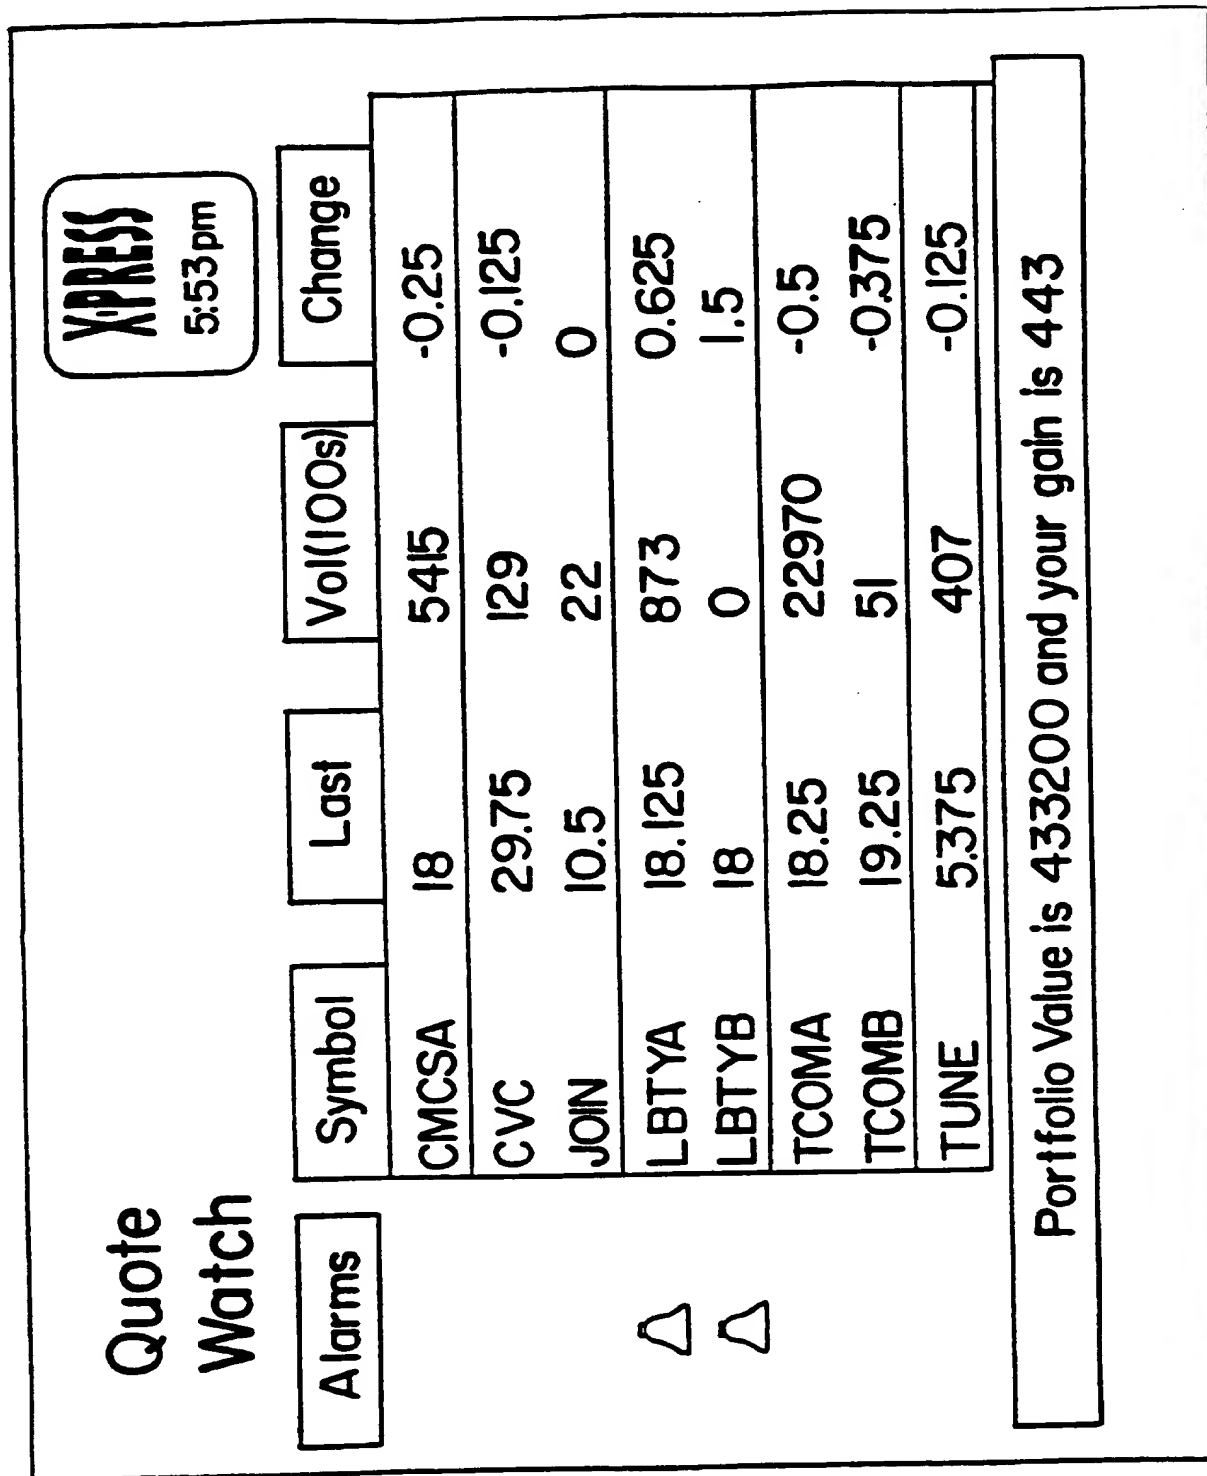 Quote
Watch
X·PRESS
5:53pm
Alarms Symbol Last Vol(100s) Change
CMCSA 18 5415 -0.25
CVC 29.75 129 -0.125
JOIN 10.5 22 0
LBTYA 18.125 873 0.625
LBTYB 18 0 1.5
TCOMA 18.25 22970 -0.5
TCOMB 19.25 51 -0.375
TUNE 5.375 407 -0.125
Portfolio Value is 433200 and your gain is 443